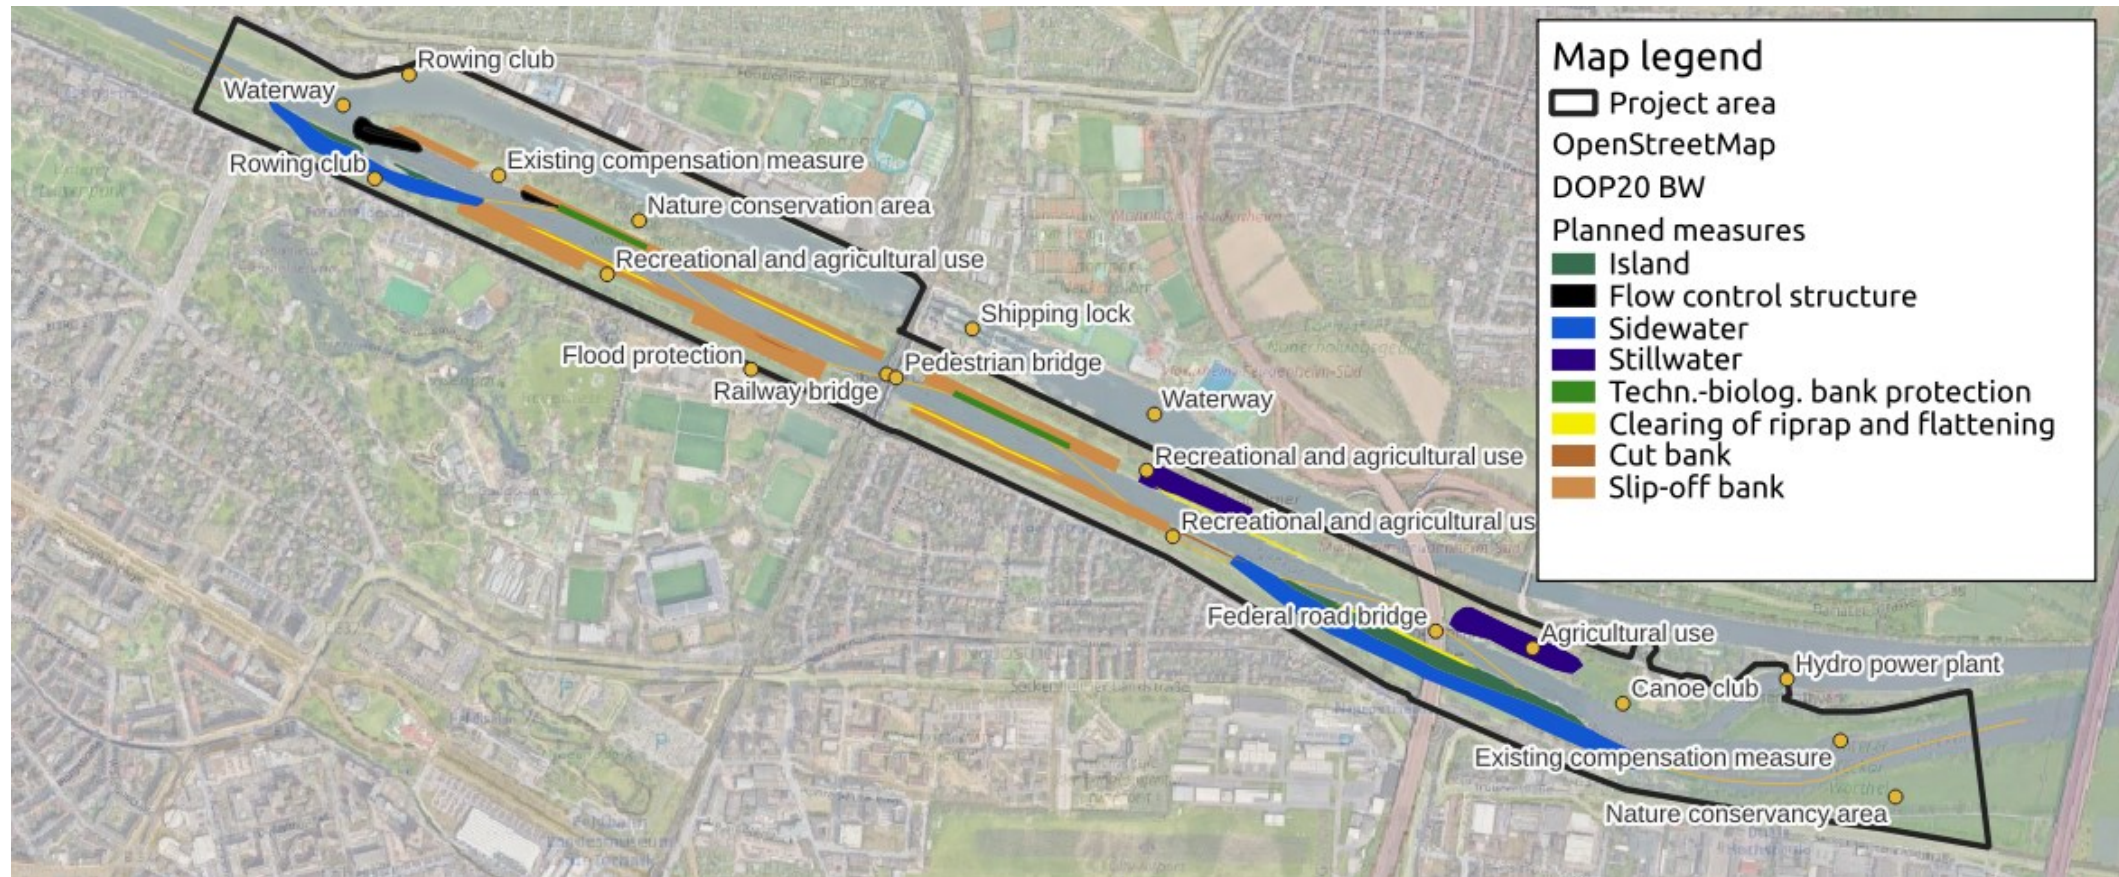 Rowing club
Waterway
Rowing club
Existing compensation measure
Nature conservation area
Recreational and agricultural use
Shipping lock
Flood protection
Pedestrian bridge
Railway bridge
Waterway
Recreational and agricultural use
Recreational and agricultural us
Federal road bridge
Agricultural use
Hydro power plant
Canoe club
Existing compensation measure
Nature conservancy area
Map legend
Project area
OpenStreetMap
DOP20 BW
Planned measures
Island
Flow control structure
Sidewater
Stillwater
Techn.-biolog. bank protection
Clearing of riprap and flattening
Cut bank
Slip-off bank